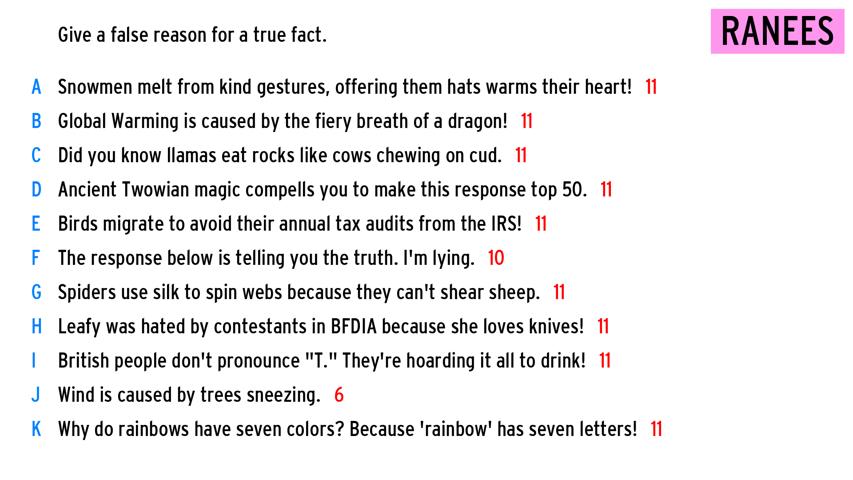 Give a false reason for a true fact.
RANEES
A Snowmen melt from kind gestures, offering them hats warms their heart! 11
B Global Warming is caused by the fiery breath of a dragon! 11
C Did you know llamas eat rocks like cows chewing on cud. 11
D Ancient Twowian magic compells you to make this response top 50. 11
E Birds migrate to avoid their annual tax audits from the IRS! 11
F The response below is telling you the truth. I'm lying. 10
G Spiders use silk to spin webs because they can't shear sheep. 11
H Leafy was hated by contestants in BFDIA because she loves knives! 11
I British people don't pronounce "T." They're hoarding it all to drink! 11
J Wind is caused by trees sneezing. 6
K Why do rainbows have seven colors? Because 'rainbow' has seven letters! 11